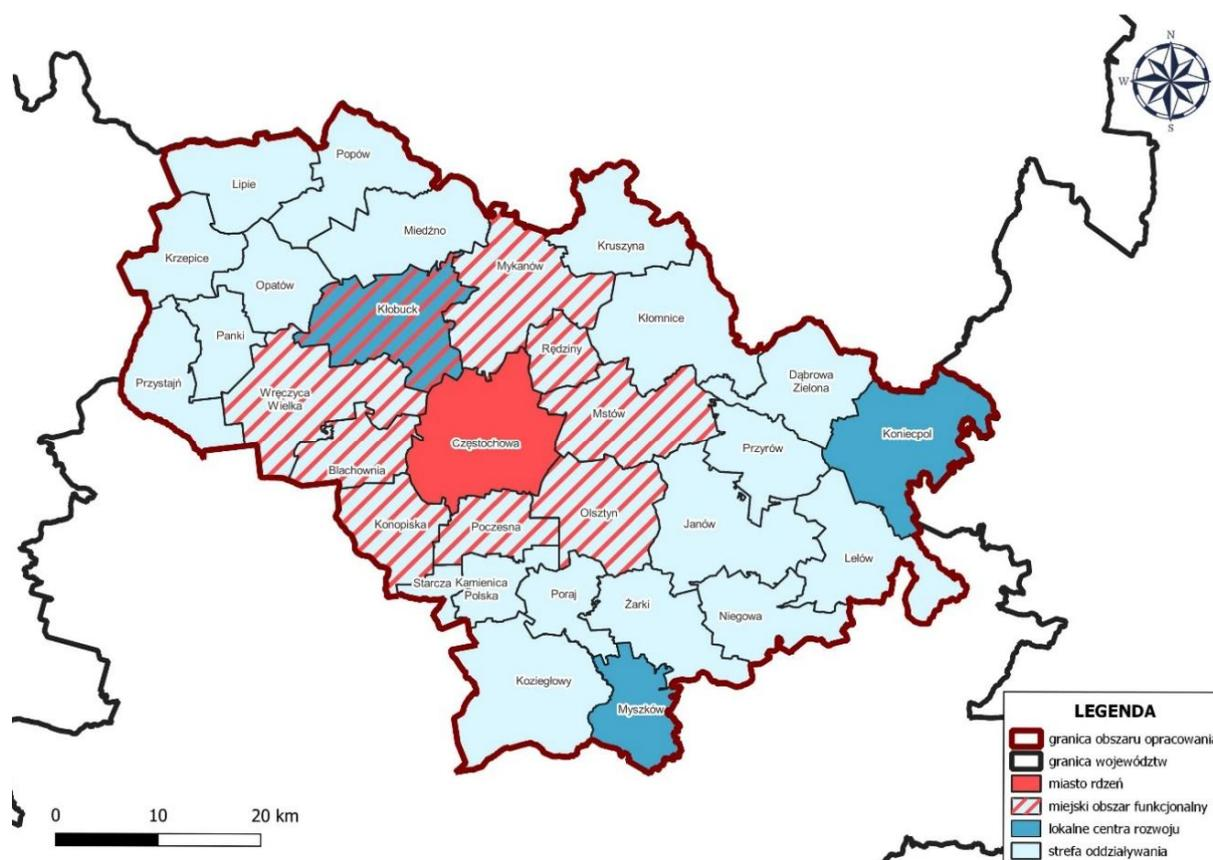 N
W
S
Popów
Lipie
Miedźno
Kruszyna
Krzepice
Mykanów
Opatów
Kłobuck
Kłomnice
Panki
Rędziny
Dąbrowa
Zielona
Przystajń
Wręczyca
Wielka
Mstów
Koniecpol
Częstochowa
Przyrów
Blachownia
Konopiska
Poczesna
Olsztyn
Janów
Lelów
Starcza
Kamienica
Polska
Poraj
Żarki
Niegowa
Koziegłowy
Myszków
LEGENDA
granica obszaru opracowania
granica województw
miasto rdzeń
miejski obszar funkcjonalny
lokalne centra rozwoju
strefa oddziaływania
0 10 20 km